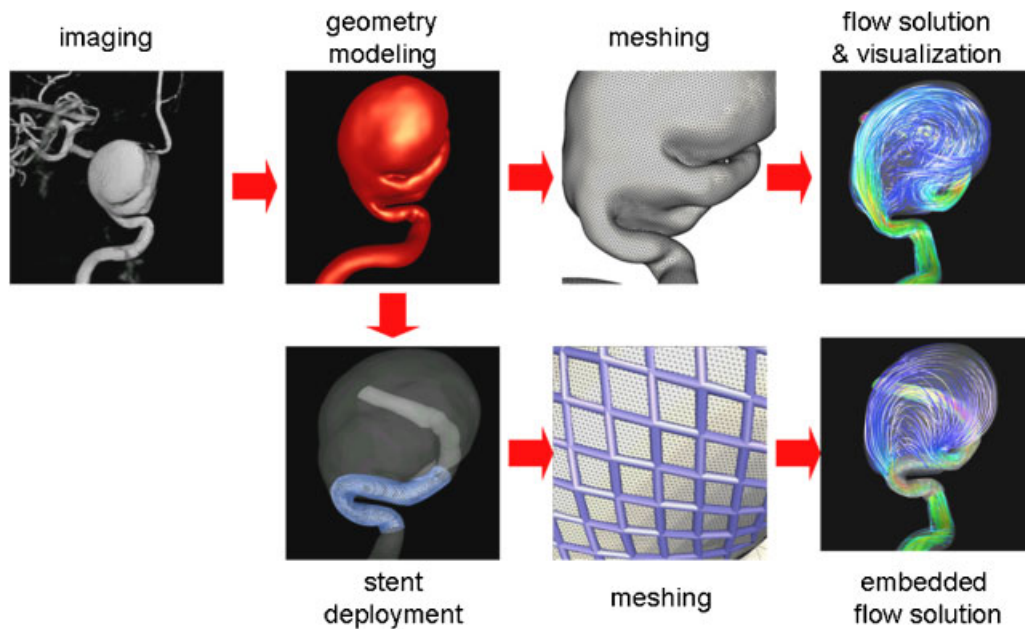 imaging
geometry
modeling
meshing
flow solution
& visualization
stent
deployment
meshing
embedded
flow solution